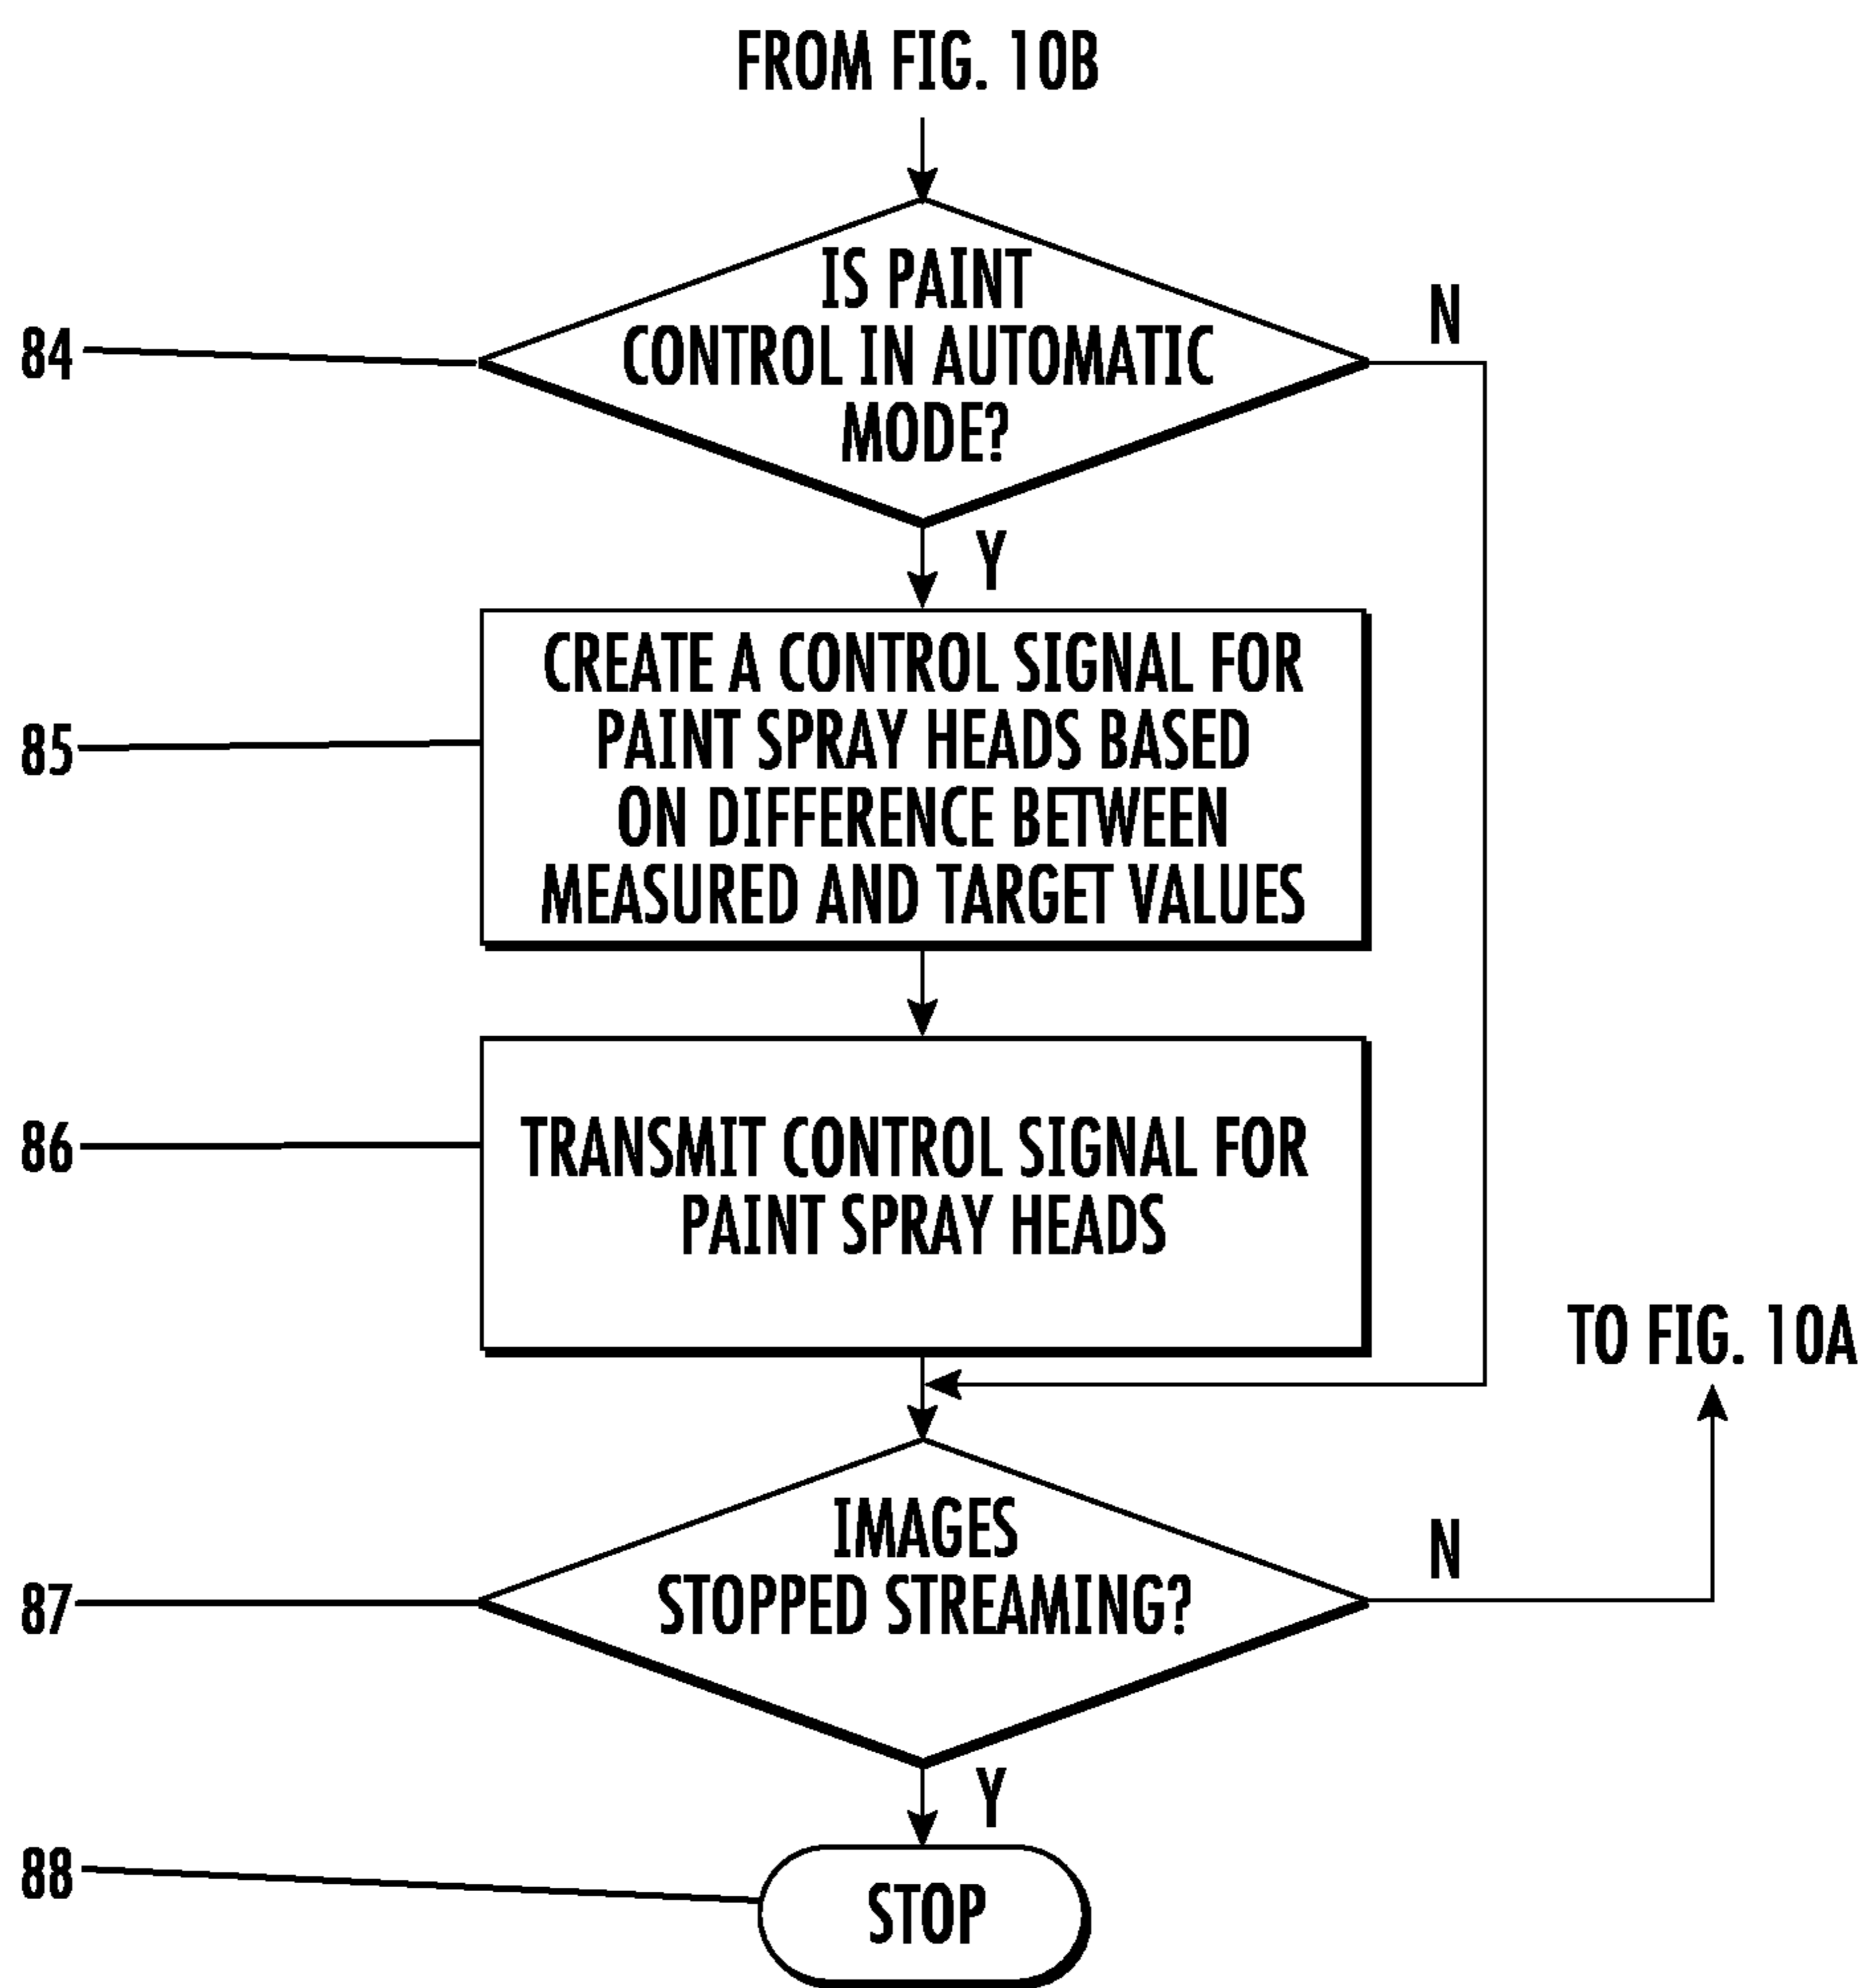 FROM FIG. 10B
IS PAINT
CONTROL IN AUTOMATIC
MODE?
N
84
Y
CREATE A CONTROL SIGNAL FOR
PAINT SPRAY HEADS BASED
ON DIFFERENCE BETWEEN
MEASURED AND TARGET VALUES
85
TRANSMIT CONTROL SIGNAL FOR
PAINT SPRAY HEADS
86
TO FIG. 10A
IMAGES
STOPPED STREAMING?
N
87
Y
STOP
88